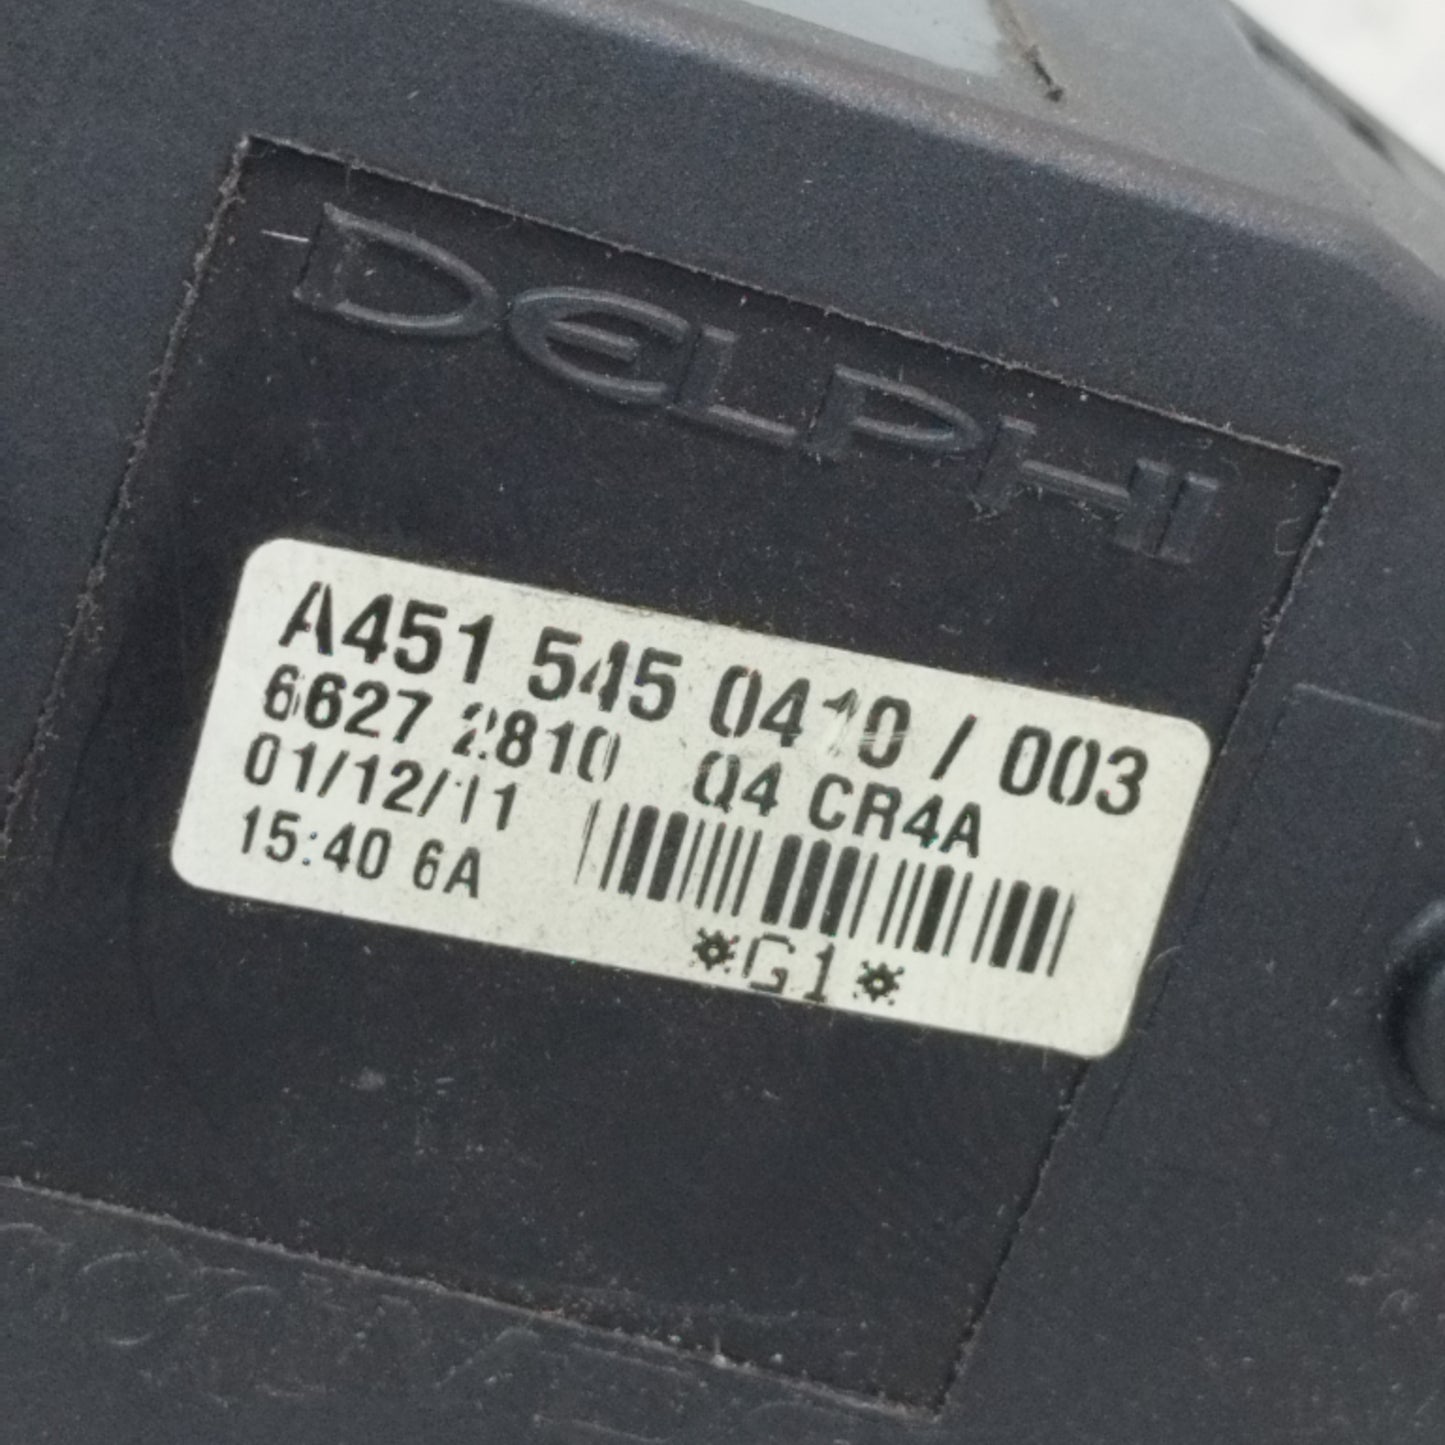 DELPHI
A451 545 0410 / 003
6627 2810 Q4 CR4A
01/12/11
15:40 6A
*G1*